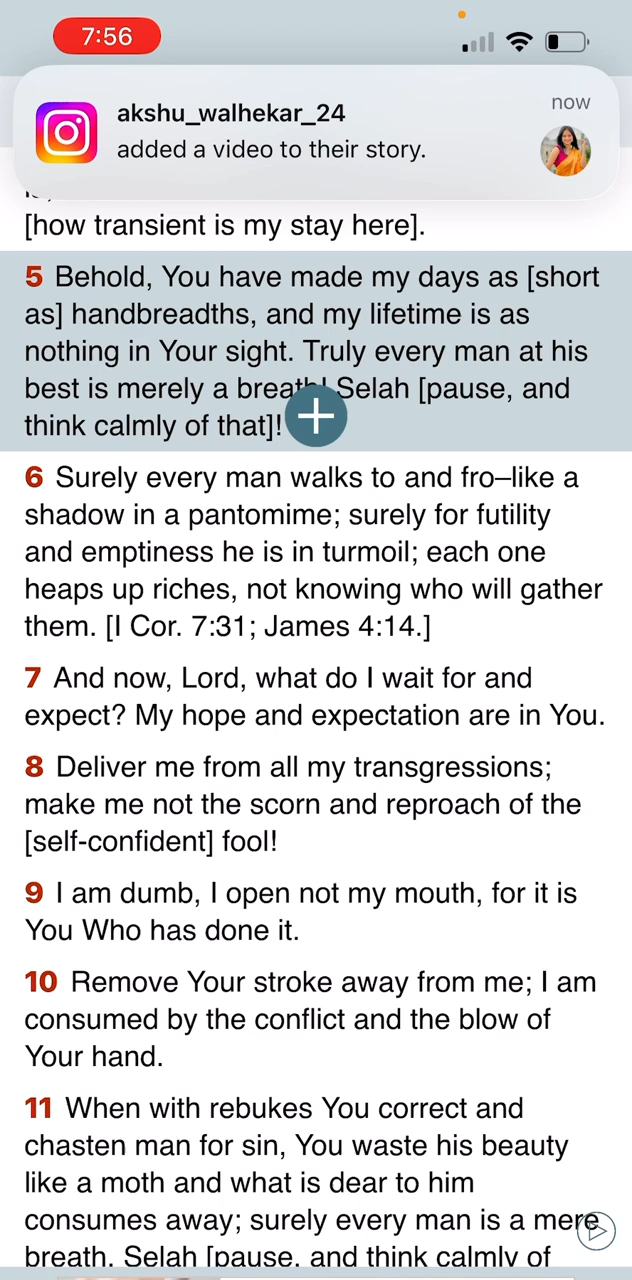 7:56
akshu_walhekar_24
now
added a video to their story.
[how transient is my stay here].
5 Behold, You have made my days as [short
as] handbreadths, and my lifetime is as
nothing in Your sight. Truly every man at his
best is merely a breath! Selah [pause, and
think calmly of that]!
6 Surely every man walks to and fro–like a
shadow in a pantomime; surely for futility
and emptiness he is in turmoil; each one
heaps up riches, not knowing who will gather
them. [I Cor. 7:31; James 4:14.]
7 And now, Lord, what do I wait for and
expect? My hope and expectation are in You.
8 Deliver me from all my transgressions;
make me not the scorn and reproach of the
[self-confident] fool!
9 I am dumb, I open not my mouth, for it is
You Who has done it.
10 Remove Your stroke away from me; I am
consumed by the conflict and the blow of
Your hand.
11 When with rebukes You correct and
chasten man for sin, You waste his beauty
like a moth and what is dear to him
consumes away; surely every man is a mere
breath. Selah [pause, and think calmly of